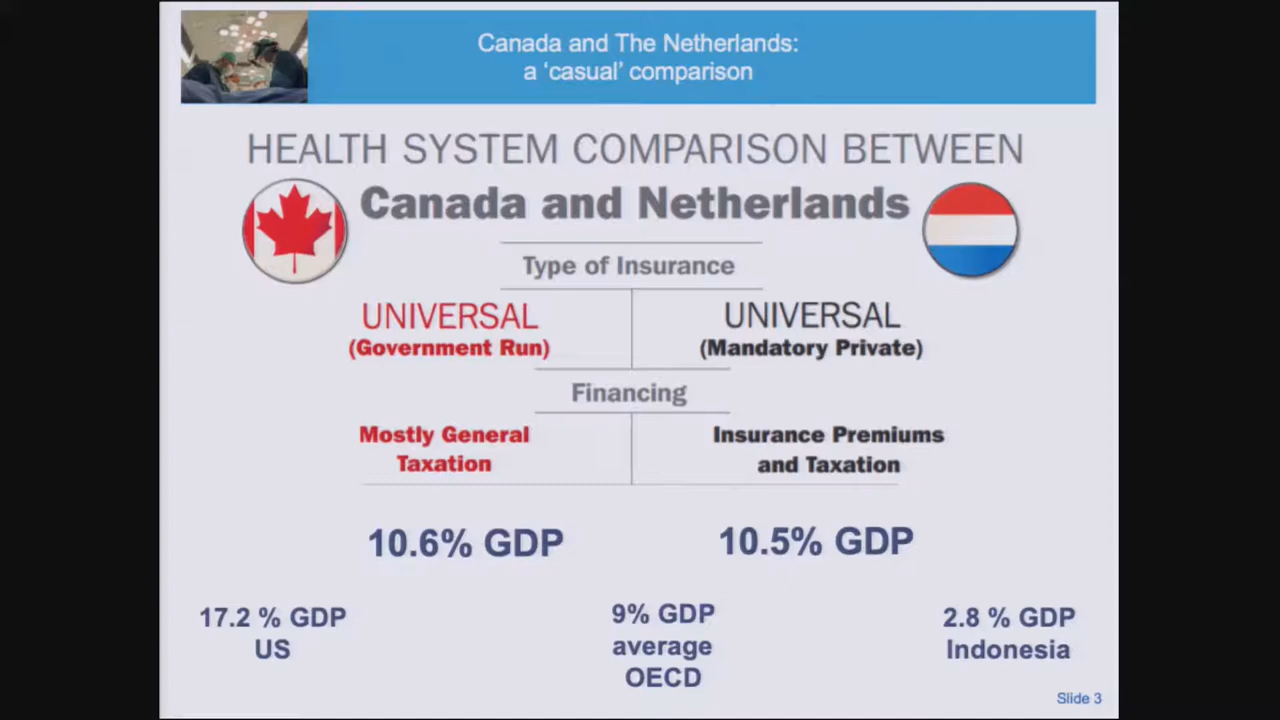 Canada and The Netherlands:
a ‘casual’ comparison
HEALTH SYSTEM COMPARISON BETWEEN
Canada and Netherlands
Type of Insurance
UNIVERSAL
(Government Run)
UNIVERSAL
(Mandatory Private)
Financing
Mostly General
Taxation
Insurance Premiums
and Taxation
10.6% GDP
10.5% GDP
17.2 % GDP
US
9% GDP
average
OECD
2.8 % GDP
Indonesia
Slide 3